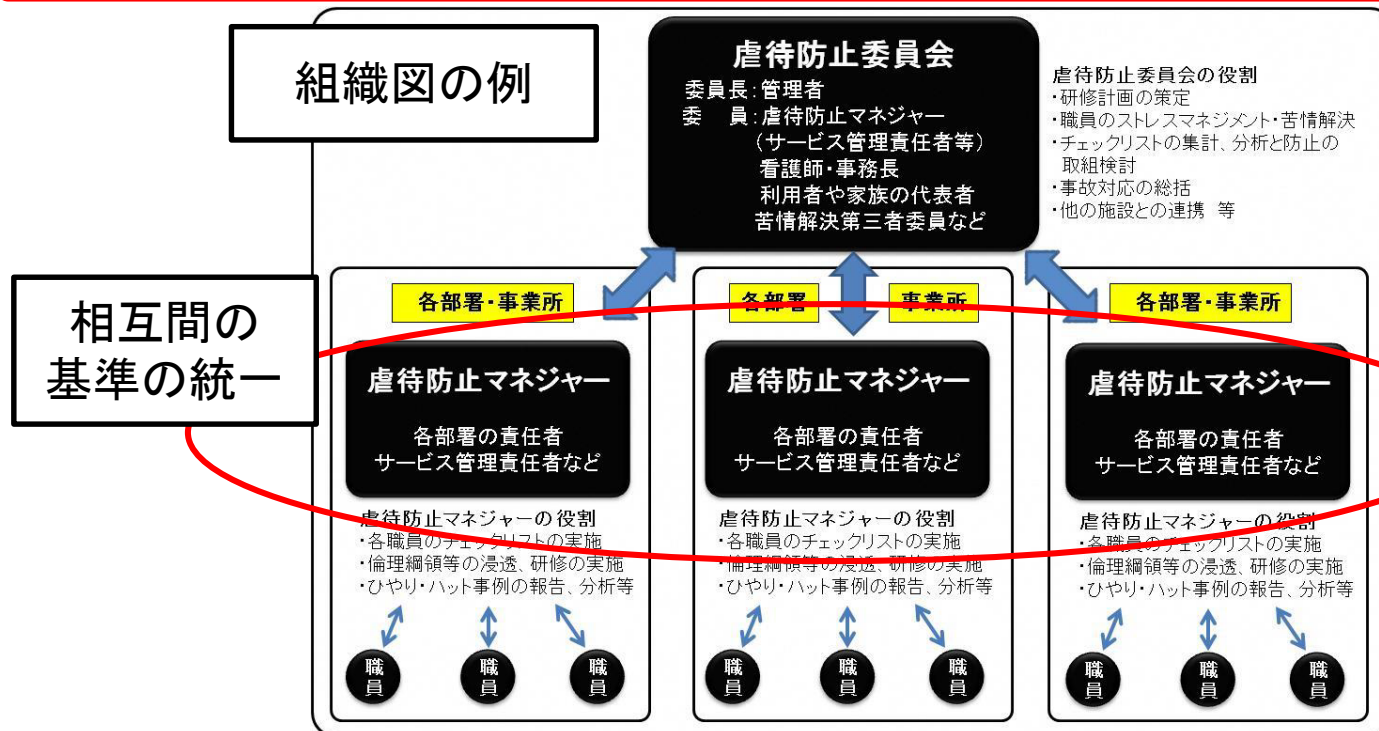 組織図の例
虐待防止委員会
委員長:管理者
委　員:虐待防止マネジャー
（サービス管理責任者等）
看護師・事務長
利用者や家族の代表者
苦情解決第三者委員など
虐待防止委員会の役割
・研修計画の策定
・職員のストレスマネジメント・苦情解決
・チェックリストの集計、分析と防止の
取組検討
・事故対応の総括
・他の施設との連携 等
相互間の
基準の統一
各部署・事業所
虐待防止マネジャー
各部署の責任者
サービス管理責任者など
虐待防止マネジャーの役割
・各職員のチェックリストの実施
・倫理綱領等の浸透、研修の実施
・ひやり・ハット事例の報告、分析等
職員
職員
職員
各部署
事業所
虐待防止マネジャー
各部署の責任者
サービス管理責任者など
虐待防止マネジャーの役割
・各職員のチェックリストの実施
・倫理綱領等の浸透、研修の実施
・ひやり・ハット事例の報告、分析等
職員
職員
職員
各部署・事業所
虐待防止マネジャー
各部署の責任者
サービス管理責任者など
虐待防止マネジャーの役割
・各職員のチェックリストの実施
・倫理綱領等の浸透、研修の実施
・ひやり・ハット事例の報告、分析等
職員
職員
職員